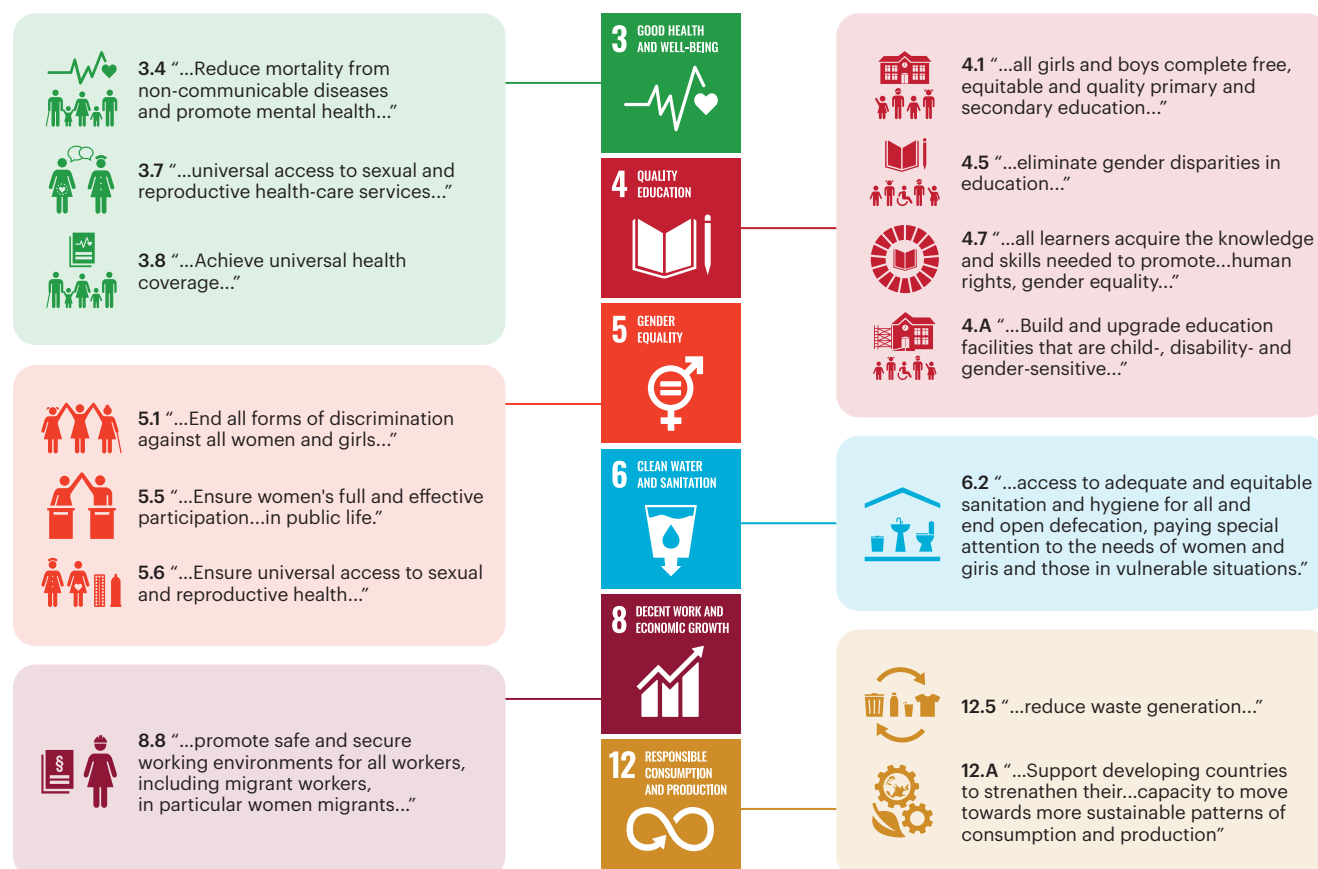 3.4 “...Reduce mortality from
non-communicable diseases
and promote mental health...”
3.7 “...universal access to sexual and
reproductive health-care services...”
3.8 “...Achieve universal health
coverage...”
3 GOOD HEALTH
AND WELL-BEING
4 QUALITY
EDUCATION
4.1 “...all girls and boys complete free,
equitable and quality primary and
secondary education...”
4.5 “...eliminate gender disparities in
education...”
4.7 “...all learners acquire the knowledge
and skills needed to promote...human
rights, gender equality...”
4.A “...Build and upgrade education
facilities that are child-, disability- and
gender-sensitive...”
5 GENDER
EQUALITY
5.1 “...End all forms of discrimination
against all women and girls...”
5.5 “...Ensure women's full and effective
participation...in public life.”
5.6 “...Ensure universal access to sexual
and reproductive health...”
6 CLEAN WATER
AND SANITATION
6.2 “...access to adequate and equitable
sanitation and hygiene for all and
end open defecation, paying special
attention to the needs of women and
giris and those in vulnerable situations.”
8 DECENT WORK AND
ECONOMIC GROWTH
§
8.8 “...promote safe and secure
working environments for all workers,
including migrant workers,
in particular women migrants...”
12 RESPONSIBLE
CONSUMPTION
AND PRODUCTION
12.5 “...reduce waste generation...”
12.A “...Support developing countries
to strenathen their...capacity to move
towards more sustainable patterns of
consumption and production”